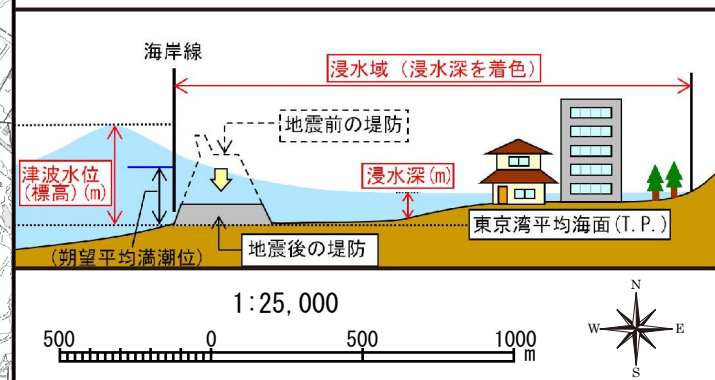 海岸線
浸水域（浸水深を着色）
地震前の堤防
津波水位
(標高)(m)
浸水深(m)
東京湾平均海面(T.P.)
(朔望平均満潮位)
地震後の堤防
1:25,000
500 0 500 1000
m
N
W E
S